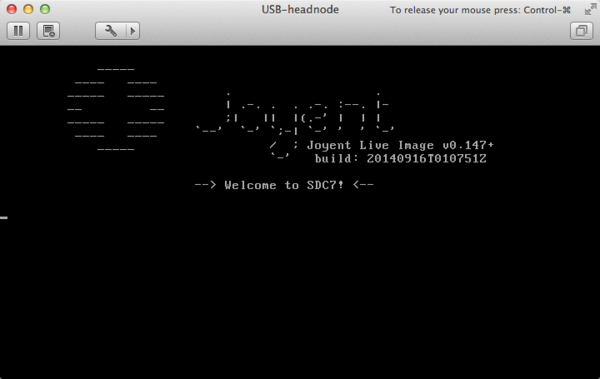 USB-headnode
To release your mouse press: Control-⌘
Joyent Live Image v0.147+
build: 20140916T010751Z
--> Welcome to SDC7! <--